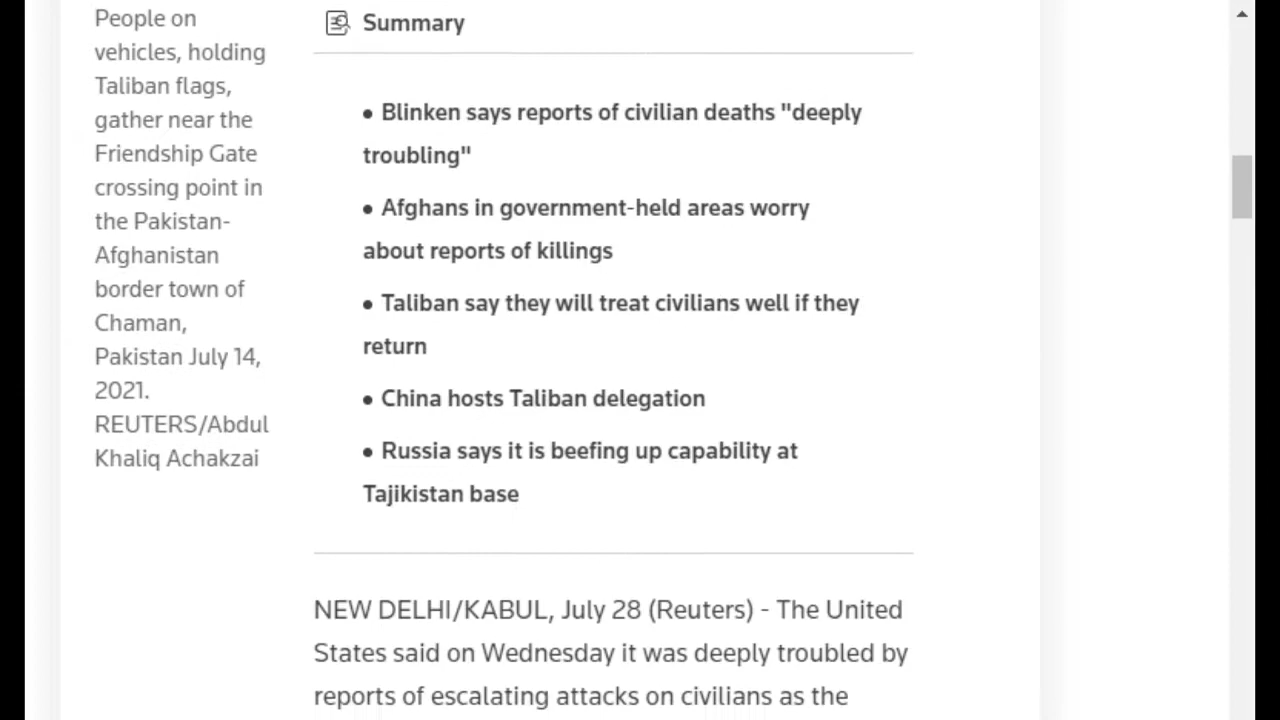 People on
vehicles, holding
Taliban flags,
gather near the
Friendship Gate
crossing point in
the Pakistan-
Afghanistan
border town of
Chaman,
Pakistan July 14,
2021.
REUTERS/Abdul
Khaliq Achakzai
Summary
• Blinken says reports of civilian deaths "deeply
troubling"
• Afghans in government-held areas worry
about reports of killings
• Taliban say they will treat civilians well if they
return
• China hosts Taliban delegation
• Russia says it is beefing up capability at
Tajikistan base
NEW DELHI/KABUL, July 28 (Reuters) - The United
States said on Wednesday it was deeply troubled by
reports of escalating attacks on civilians as the